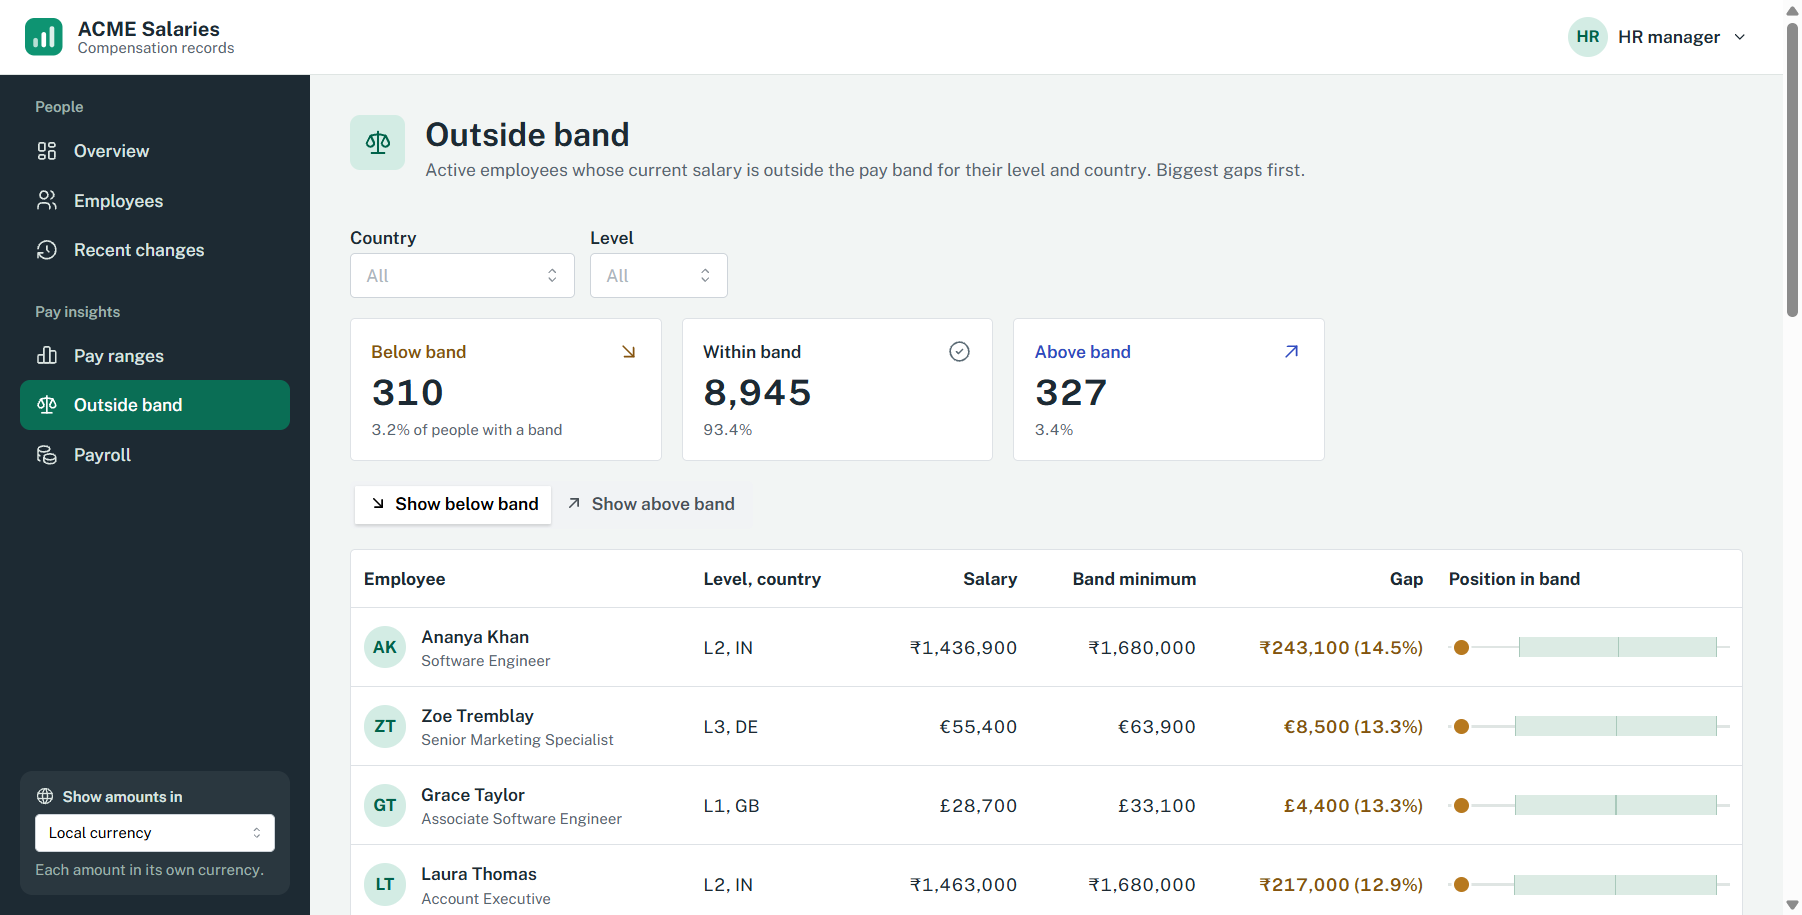 ACME Salaries
Compensation records
HR
HR manager
People
Overview
Employees
Recent changes
Pay insights
Pay ranges
Outside band
Payroll
Show amounts in
Local currency
Each amount in its own currency.
Outside band
Active employees whose current salary is outside the pay band for their level and country. Biggest gaps first.
Country
Level
All
All
Below band
310
3.2% of people with a band
Within band
8,945
93.4%
Above band
327
3.4%
Show below band
Show above band
Employee Level, country Salary Band minimum Gap Position in band
AK Ananya Khan
Software Engineer
L2, IN ₹1,436,900 ₹1,680,000 ₹243,100 (14.5%)
ZT Zoe Tremblay
Senior Marketing Specialist
L3, DE €55,400 €63,900 €8,500 (13.3%)
GT Grace Taylor
Associate Software Engineer
L1, GB £28,700 £33,100 £4,400 (13.3%)
LT Laura Thomas
Account Executive
L2, IN ₹1,463,000 ₹1,680,000 ₹217,000 (12.9%)